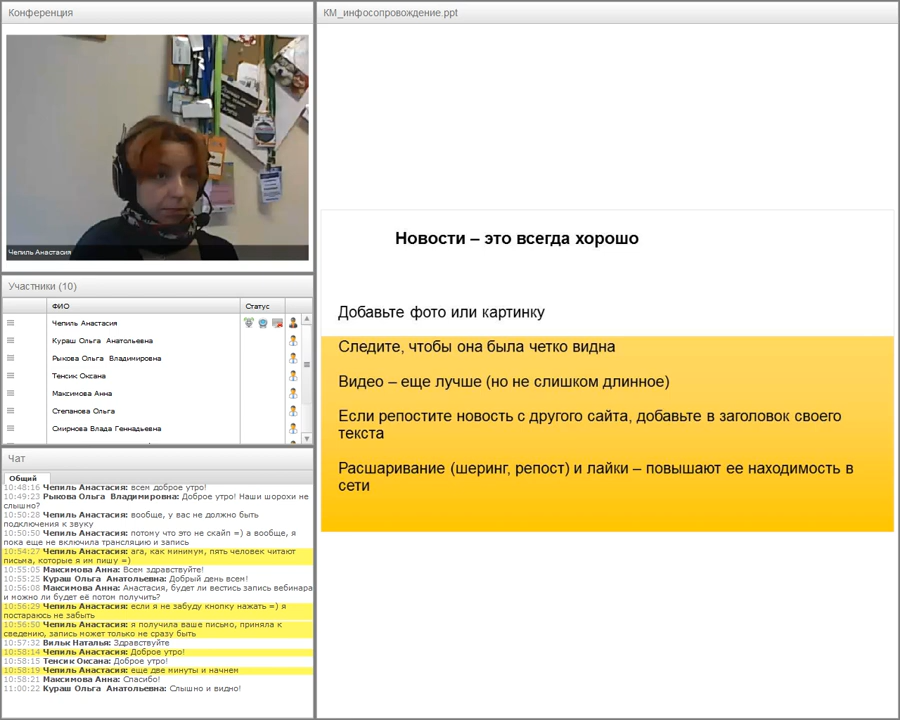 Конференция
Чепиль Анастасия
Участники (10)
ФИО
Статус
Чепиль Анастасия
Кураш Ольга Анатольевна
Рыкова Ольга Владимировна
Тенсик Оксана
Максимова Анна
Степанова Ольга
Смирнова Влада Геннадьевна
Чат
Общий
10:48:16 Чепиль Анастасия: всем доброе утро!
10:49:23 Рыкова Ольга Владимировна: Доброе утро! Наши шорохи не
слышно?
10:50:28 Чепиль Анастасия: вообще, у вас не должно быть
подключения к звуку
10:50:50 Чепиль Анастасия: потому что это не скайп =) а вообще, я
пока еще не включила трансляцию и запись
10:54:27 Чепиль Анастасия: ага, как минимум, пять человек читают
письма, которые я им пишу =)
10:55:05 Максимова Анна: Всем здравствуйте!
10:55:25 Кураш Ольга Анатольевна: Добрый день всем!
10:56:08 Максимова Анна: Анастасия, будет ли вестись запись вебинара
и можно ли будет её потом получить?
10:56:29 Чепиль Анастасия: если я не забуду кнопку нажать =) я
постараюсь не забыть
10:56:50 Чепиль Анастасия: я получила ваше письмо, приняла к
сведению, запись может только не сразу быть
10:57:32 Вильк Наталья: Здравствуйте
10:58:14 Чепиль Анастасия: Доброе утро!
10:58:15 Тенсик Оксана: Доброе утро!
10:58:19 Чепиль Анастасия: еще две минуты и начнем
10:58:21 Максимова Анна: Спасибо!
11:00:22 Кураш Ольга Анатольевна: Слышно и видно!
КМ_инфосопровождение.ppt
Новости – это всегда хорошо
Добавьте фото или картинку
Следите, чтобы она была четко видна
Видео – еще лучше (но не слишком длинное)
Если репостите новость с другого сайта, добавьте в заголовок своего
текста
Расшаривание (шеринг, репост) и лайки – повышают ее находимость в
сети